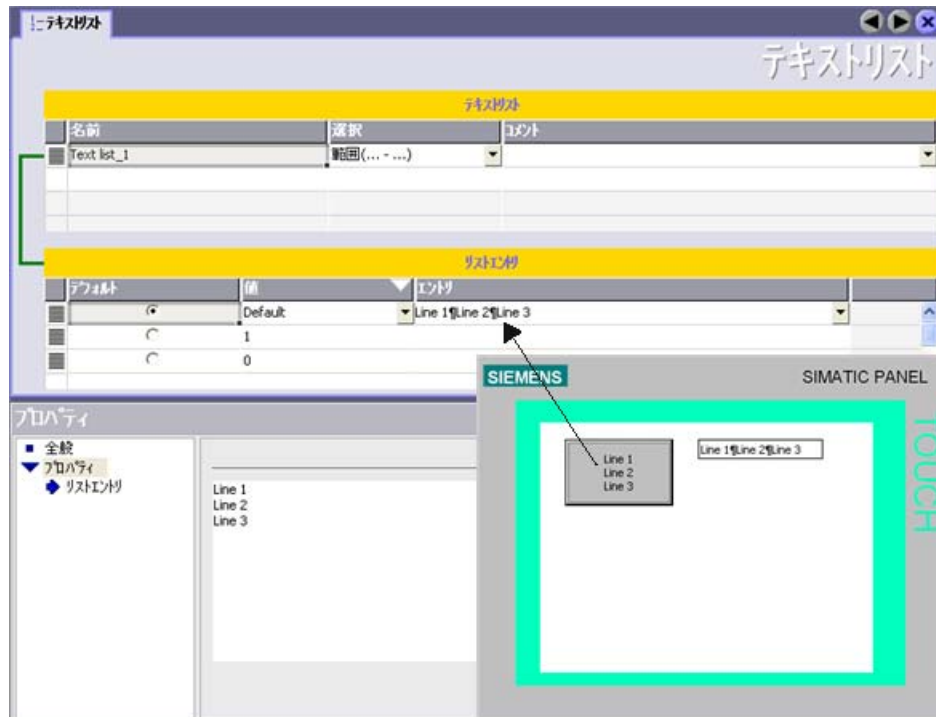 テキストリスト
テキストリスト
テキストリスト
名前 選択 コメント
Text list_1 範囲(... - ...)
リストエントリ
デフォルト 値 エントリ
Default Line 1¶Line 2¶Line 3
1
0
プロパティ
全般
プロパティ
リストエントリ
Line 1
Line 2
Line 3
SIEMENS SIMATIC PANEL
TOUCH
Line 1
Line 2
Line 3
Line 1¶Line 2¶Line 3